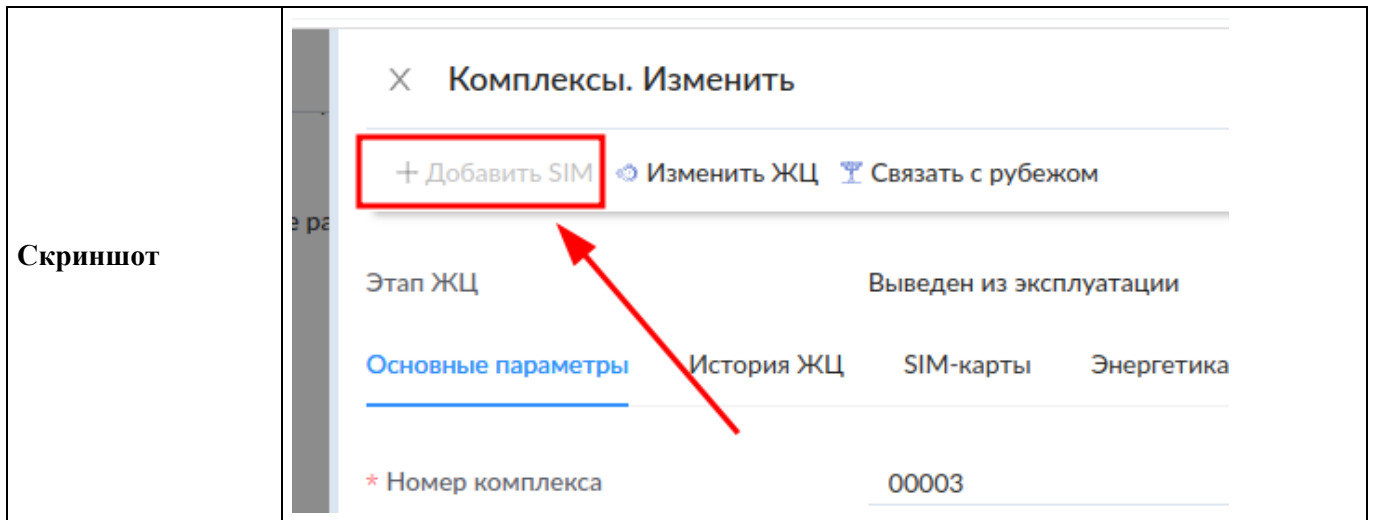 Скриншот
Комплексы. Изменить
Добавить SIM Изменить ЖЦ Связать с рубежом
е ра
Этап ЖЦ Выведен из эксплуатации
Основные параметры История ЖЦ SIM-карты Энергетика
* Номер комплекса 00003